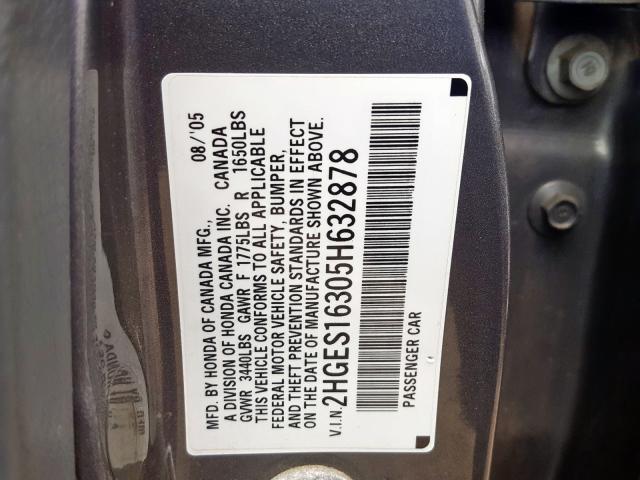 MFD. BY HONDA OF CANADA MFG., 08/'05
A DIVISION OF HONDA CANADA INC. CANADA
GVWR 3440LBS GAWR F 1775LBS R 1650LBS
THIS VEHICLE CONFORMS TO ALL APPLICABLE
FEDERAL MOTOR VEHICLE SAFETY, BUMPER,
AND THEFT PREVENTION STANDARDS IN EFFECT
ON THE DATE OF MANUFACTURE SHOWN ABOVE.
V.I.N. 2HGES16305H632878
PASSENGER CAR